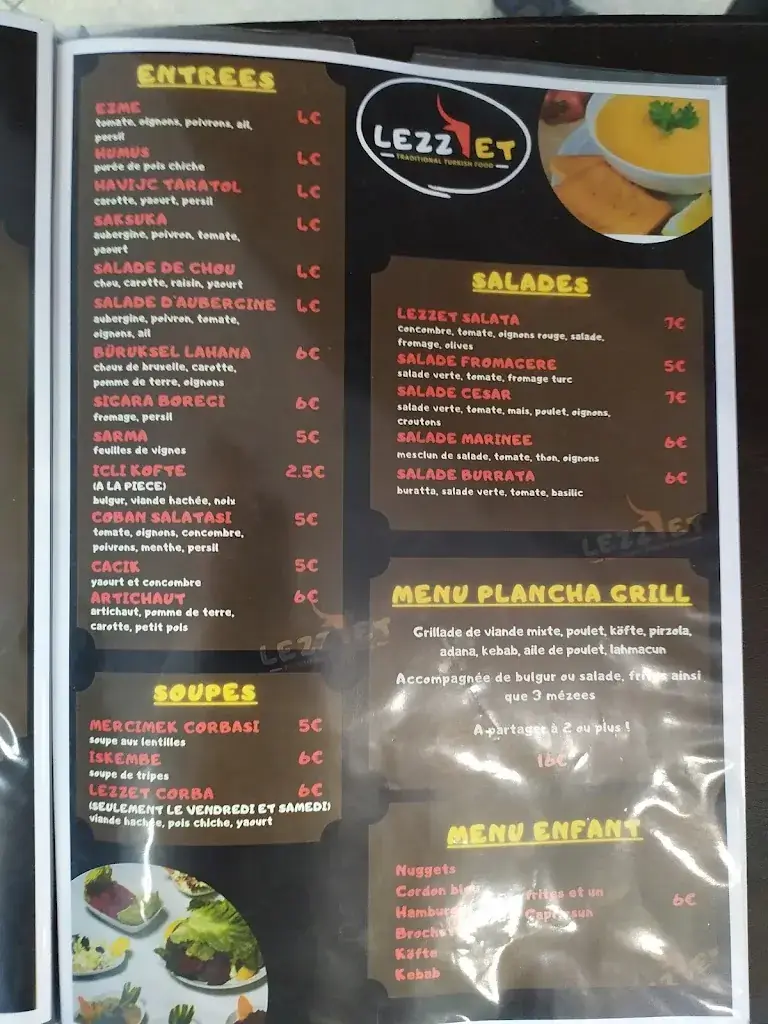 ENTREES
EZME 4€
tomate, oignons, poivrons, ail,
persil
HUMUS 4€
purée de pois chiche
HAVIJC TARATOL 4€
carotte, yaourt, persil
SAKSUKA 4€
aubergine, poivron, tomate,
yaourt
SALADE DE CHOU 4€
chou, carotte, raisin, yaourt
SALADE D'AUBERGINE 4€
aubergine, poivron, tomate,
oignons, ail
BÜRUKSEL LAHANA 6€
choux de bruxelle, carotte,
pomme de terre, oignons
SIGARA BOREGI 6€
fromage, persil
SARMA 5€
feuilles de vignes
ICLI KOFTE 2.5€
(A LA PIECE)
bulgur, viande hachée, noix
COBAN SALATASI 5€
tomate, oignons, concombre,
poivrons, menthe, persil
CACIK 5€
yaourt et concombre
ARTICHAUT 6€
artichaut, pomme de terre,
carotte, petit pois
LEZZET
SOUPES
MERCIMEK CORBASI 5€
soupe aux lentilles
ISKEMBE 6€
soupe de tripes
LEZZET CORBA 6€
(SEULEMENT LE VENDREDI ET SAMEDI)
viande hachée, pois chiche, yaourt
LEZZET
TRADITIONAL TURKISH FOOD
SALADES
LEZZET SALATA 7€
concombre, tomate, oignons rouge, salade,
fromage, olives
SALADE FROMAGERE 5€
salade verte, tomate, fromage turc
SALADE CESAR 7€
salade verte, tomate, mais, poulet, oignons,
croutons
SALADE MARINEE 6€
mesclun de salade, tomate, thon, oignons
SALADE BURRATA 6€
buratta, salade verte, tomate, basilic
LEZZET
MENU PLANCHA GRILL
Grillade de viande mixte, poulet, köfte, pirzola,
adana, kebab, aile de poulet, lahmacun
Accompagnée de bulgur ou salade, frites ainsi
que 3 mézees
A partager à 2 ou plus !
16€
MENU ENFANT
Nuggets
Cordon bleu frites et un
Hamburger Caprisun 6€
Köfte
Kebab